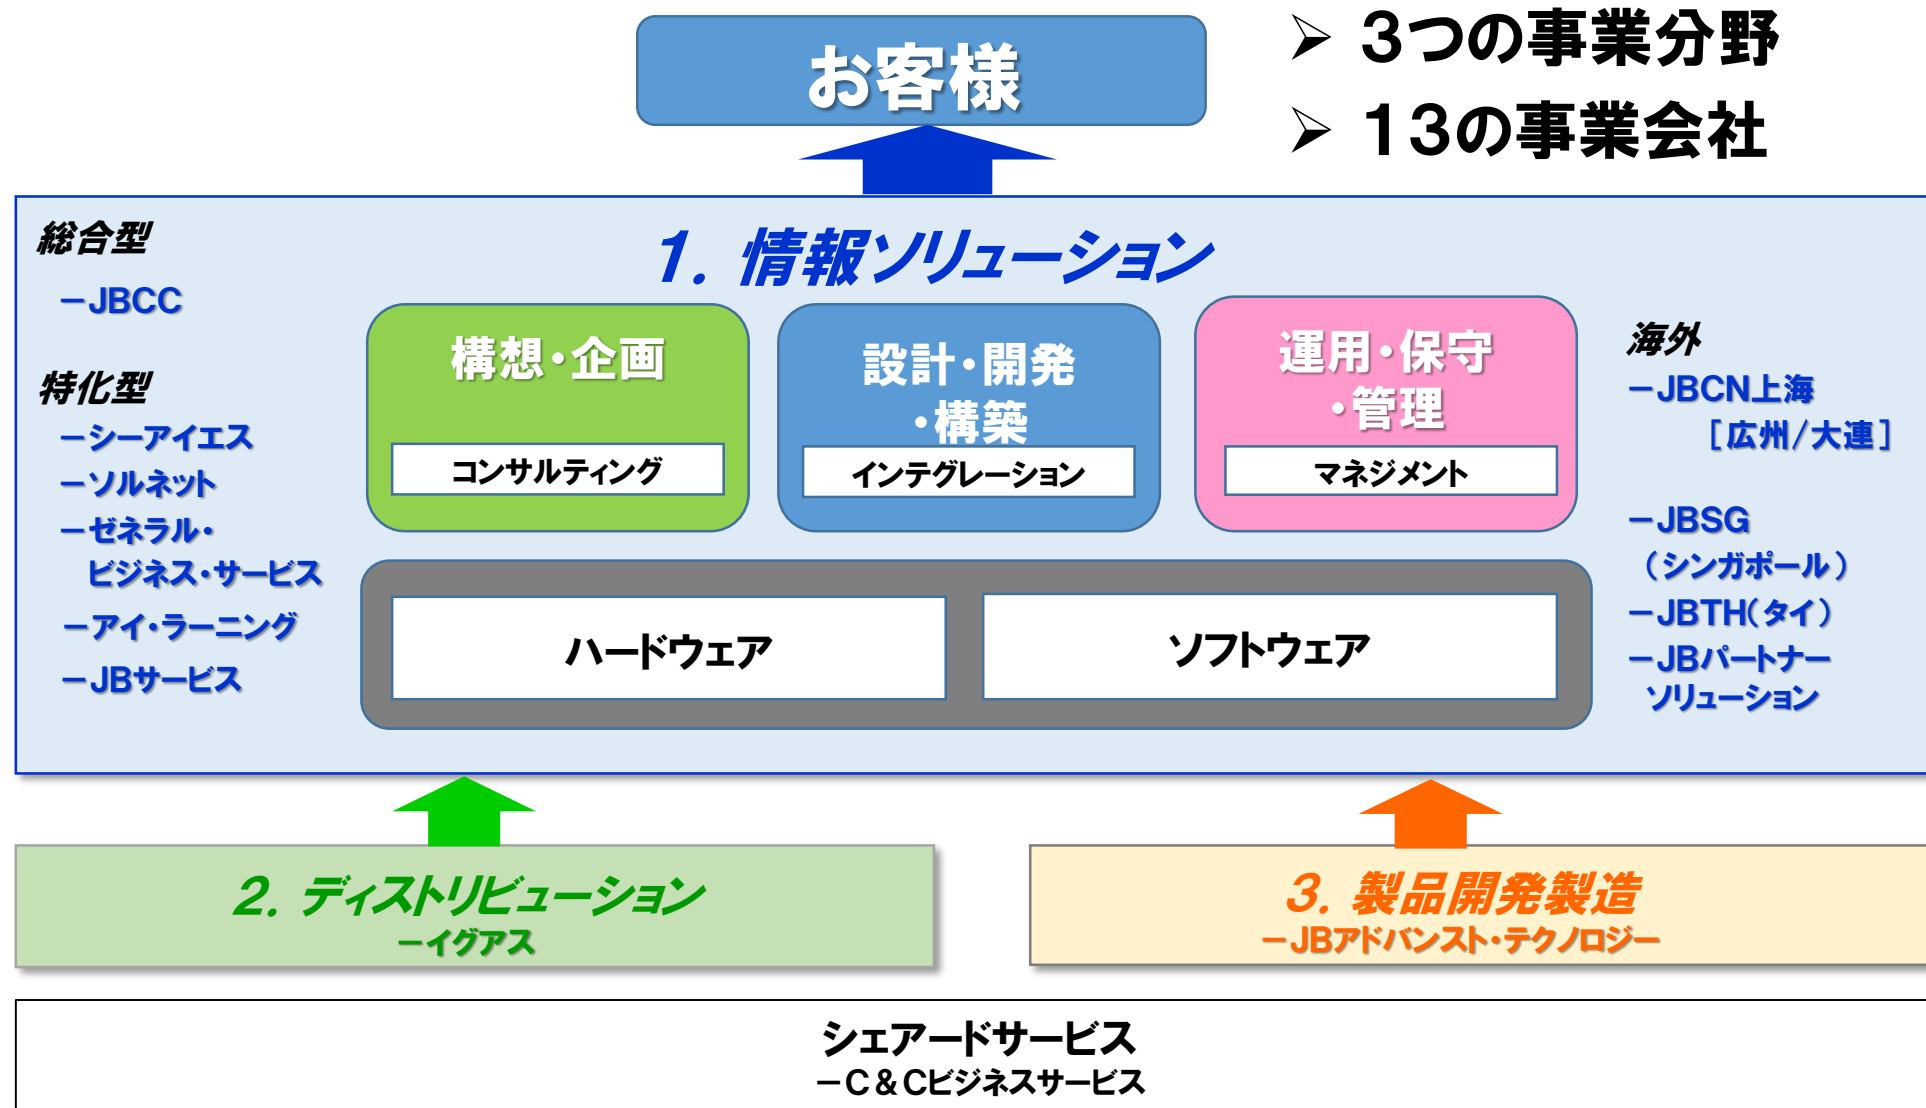 お客様
➢ 3つの事業分野
➢ 13の事業会社
1. 情報ソリューション
総合型
－JBCC
特化型
－シーアイエス
－ソルネット
－ゼネラル・
ビジネス・サービス
－アイ・ラーニング
－JBサービス
構想・企画
コンサルティング
設計・開発
・構築
インテグレーション
運用・保守
・管理
マネジメント
ハードウェア
ソフトウェア
海外
－JBCN上海
［広州/大連］
－JBSG
（シンガポール）
－JBTH(タイ)
－JBパートナー
ソリューション
2. ディストリビューション
－イグアス
3. 製品開発製造
－JBアドバンスト・テクノロジー
シェアードサービス
－C＆Cビジネスサービス